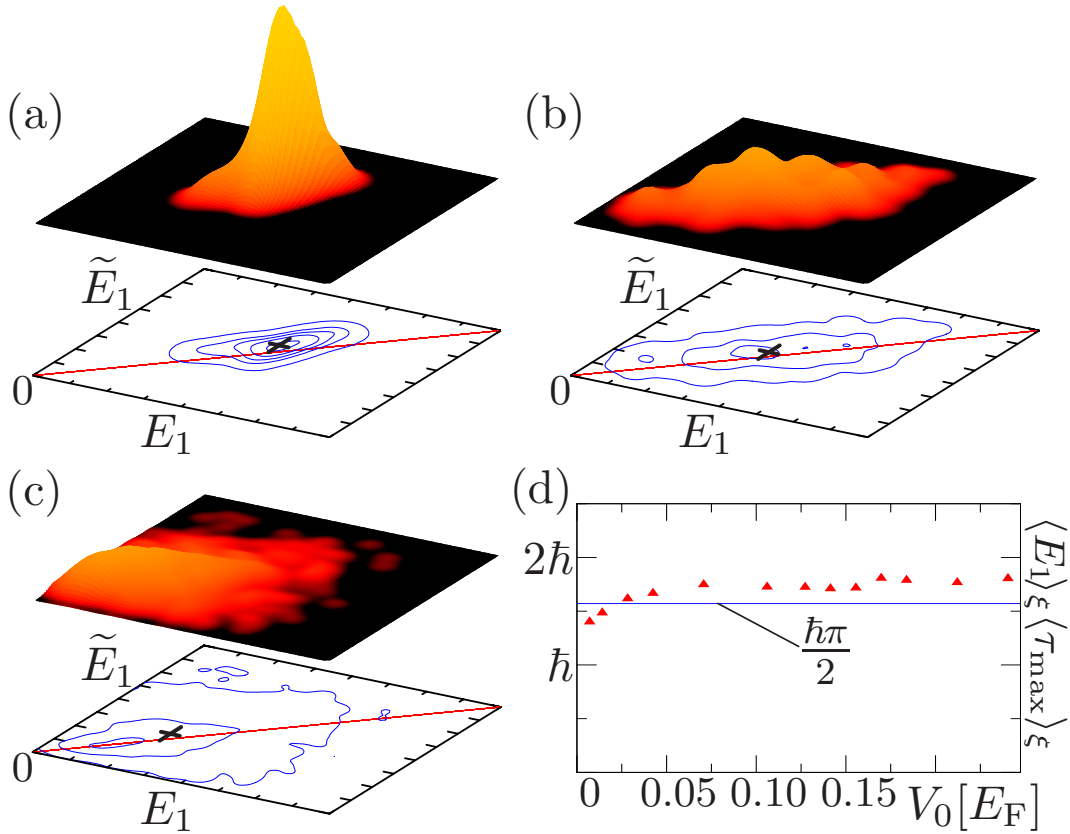 (a)
(b)
Ẽ₁
Ẽ₁
0
0
E₁
E₁
(c)
(d)
2ħ
ħ
ħπ
2
⟨E₁⟩ξ ⟨τmax⟩ξ
Ẽ₁
0
E₁
0 0.05 0.10 0.15 V₀[E_F]